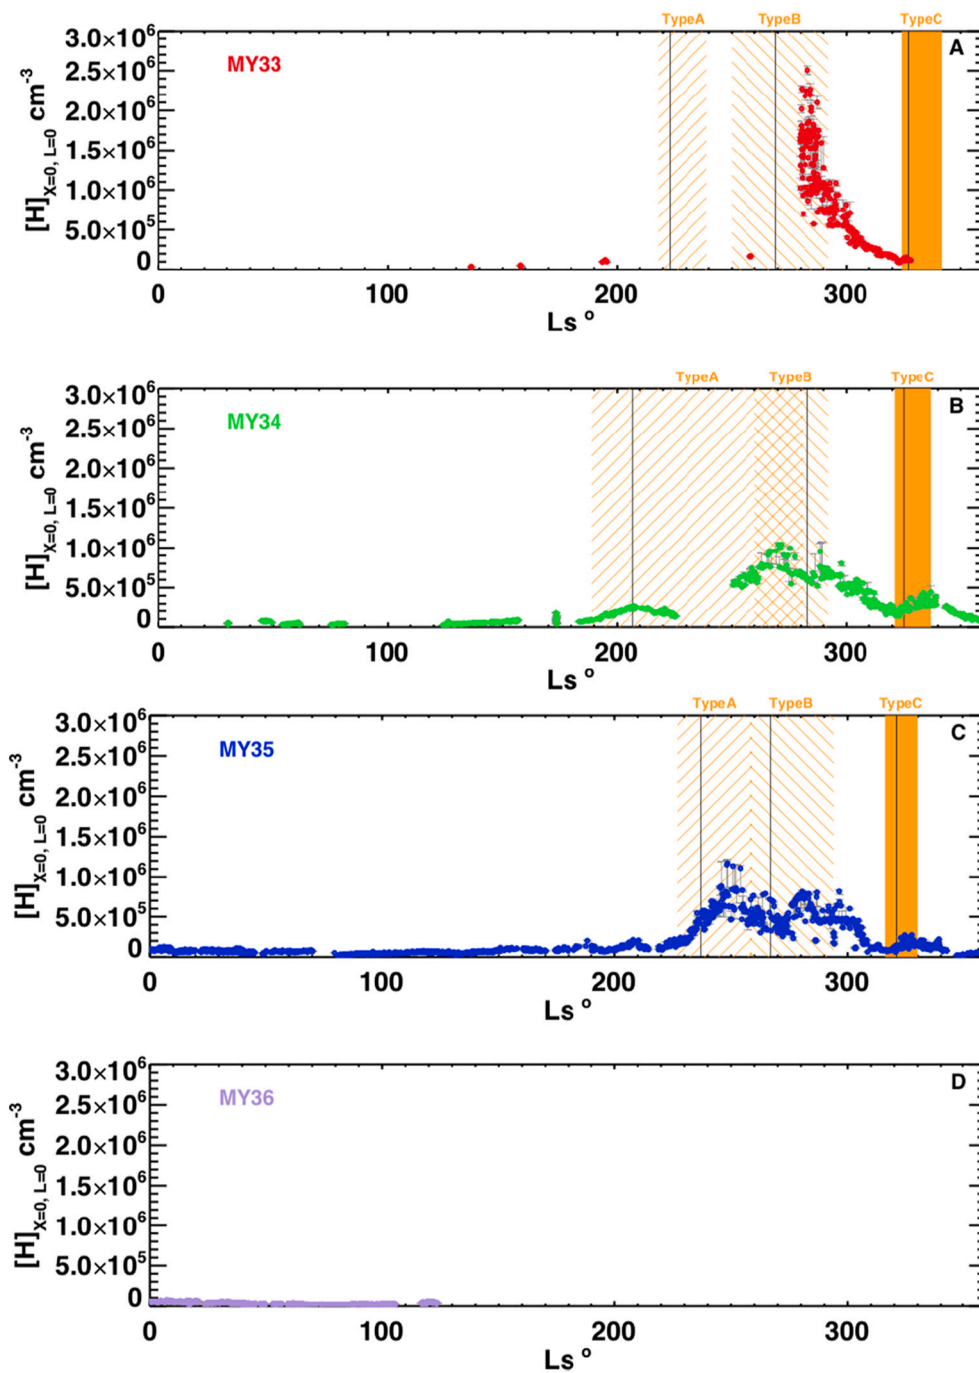 TypeA TypeB TypeC
3.0×10⁶
2.5×10⁶
2.0×10⁶
1.5×10⁶
1.0×10⁶
5.0×10⁵
0
[H]X=0, L=0 cm⁻³
MY33
A
0 100 200 300
Ls °
TypeA TypeB TypeC
3.0×10⁶
2.5×10⁶
2.0×10⁶
1.5×10⁶
1.0×10⁶
5.0×10⁵
0
[H]X=0, L=0 cm⁻³
MY34
B
0 100 200 300
Ls °
TypeA TypeB TypeC
3.0×10⁶
2.5×10⁶
2.0×10⁶
1.5×10⁶
1.0×10⁶
5.0×10⁵
0
[H]X=0, L=0 cm⁻³
MY35
C
0 100 200 300
Ls °
3.0×10⁶
2.5×10⁶
2.0×10⁶
1.5×10⁶
1.0×10⁶
5.0×10⁵
0
[H]X=0, L=0 cm⁻³
MY36
D
0 100 200 300
Ls °